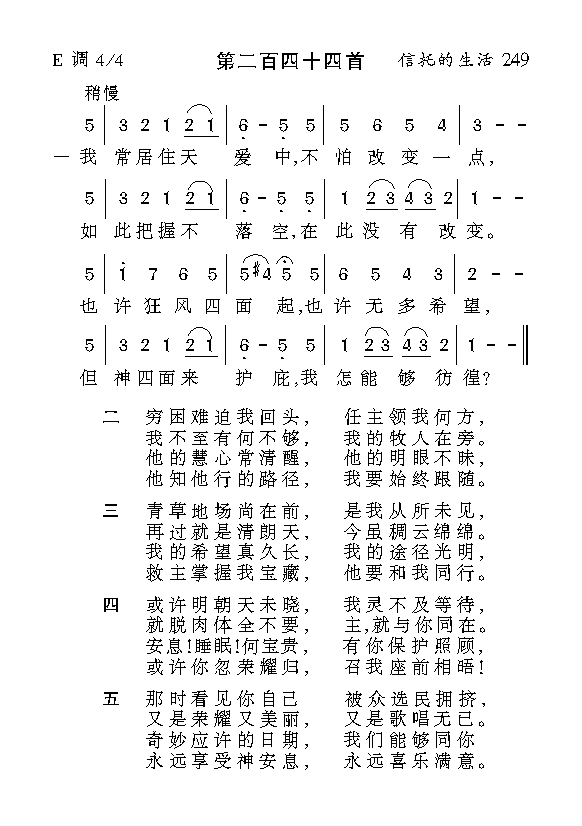 E 调 4/4 第二百四十四首 信托的生活 249
稍慢
5 | 3 2 1 2 1 | 6 - 5 5 | 5 6 5 4 | 3 - -
一 我 常居住天 爱 中,不 怕 改 变 一 点,
5 | 3 2 1 2 1 | 6 - 5 5 | 1 2 3 4 3 2 | 1 - -
如 此把握不 落 空,在 此 没 有 改 变。
5 | 1 7 6 5 | 5 #4 5 5 | 6 5 4 3 | 2 - -
也 许 狂 风 四 面 起,也 许 无 多 希 望,
5 | 3 2 1 2 1 | 6 - 5 5 | 1 2 3 4 3 2 | 1 - -
但 神四面来 护 庇,我 怎 能 够 彷 徨?
二 穷困难迫我回头, 任主领我何方,
我不至有何不够, 我的牧人在旁。
他的慧心常清醒, 他的明眼不昧,
他知他行的路径, 我要始终跟随。
三 青草地场尚在前, 是我从所未见,
再过就是清朗天, 今虽稠云绵绵。
我的希望真久长, 我的途径光明,
救主掌握我宝藏, 他要和我同行。
四 或许明朝天未晓, 我灵不及等待,
就脱肉体全不要, 主,就与你同在。
安息!睡眠!何宝贵, 有你保护照顾,
或许你忽荣耀归, 召我座前相晤!
五 那时看见你自己 被众选民拥挤,
又是荣耀又美丽, 又是歌唱无已。
奇妙应许的日期, 我们能够同你
永远享受神安息, 永远喜乐满意。